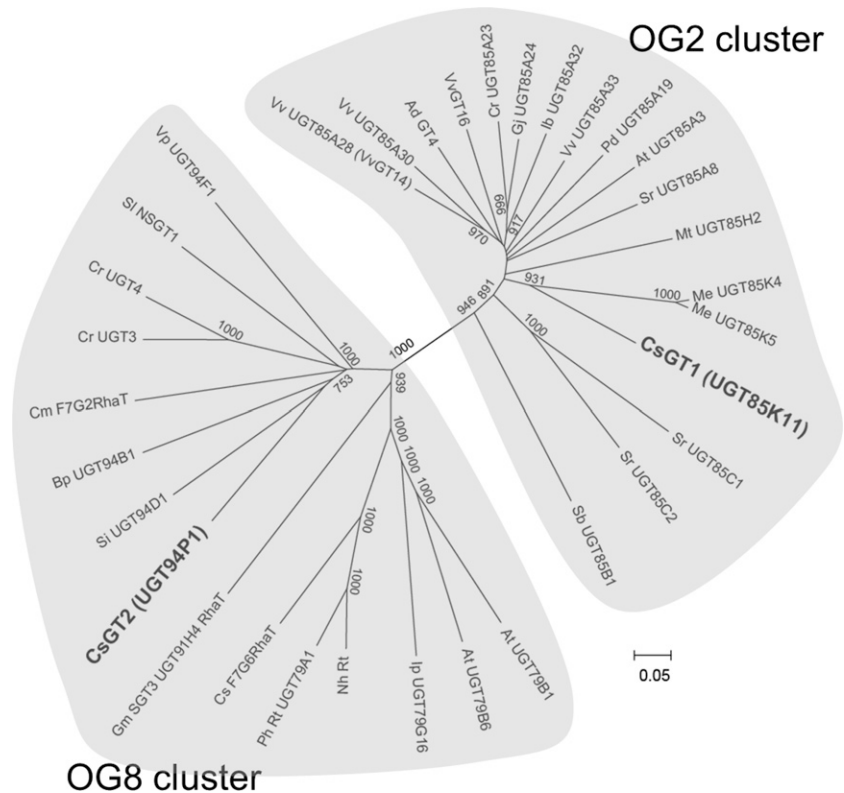 OG2 cluster
Vv UGT85A28 (VvGT14)
Vv UGT85A30
Ad GT4
VvGT16
Cr UGT85A23
Gj UGT85A24
Ib UGT85A32
Vv UGT85A33
Pd UGT85A19
At UGT85A3
Sr UGT85A8
Mt UGT85H2
Me UGT85K4
Me UGT85K5
CsGT1 (UGT85K11)
Sr UGT85C1
Sr UGT85C2
Sb UGT85B1
970
999
917
931
1000
891
946
1000
1000
Vp UGT94F1
Sl NSGT1
Cr UGT4
Cr UGT3
Cm F7G2RhaT
Bp UGT94B1
Si UGT94D1
CsGT2 (UGT94P1)
Gm SGT3 UGT91H4 RhaT
Cs F7G6RhaT
Ph Rt UGT79A1
Nh Rt
Ip UGT79G16
At UGT79B6
At UGT79B1
1000
1000
753
939
1000
1000
1000
1000
1000
0.05
OG8 cluster